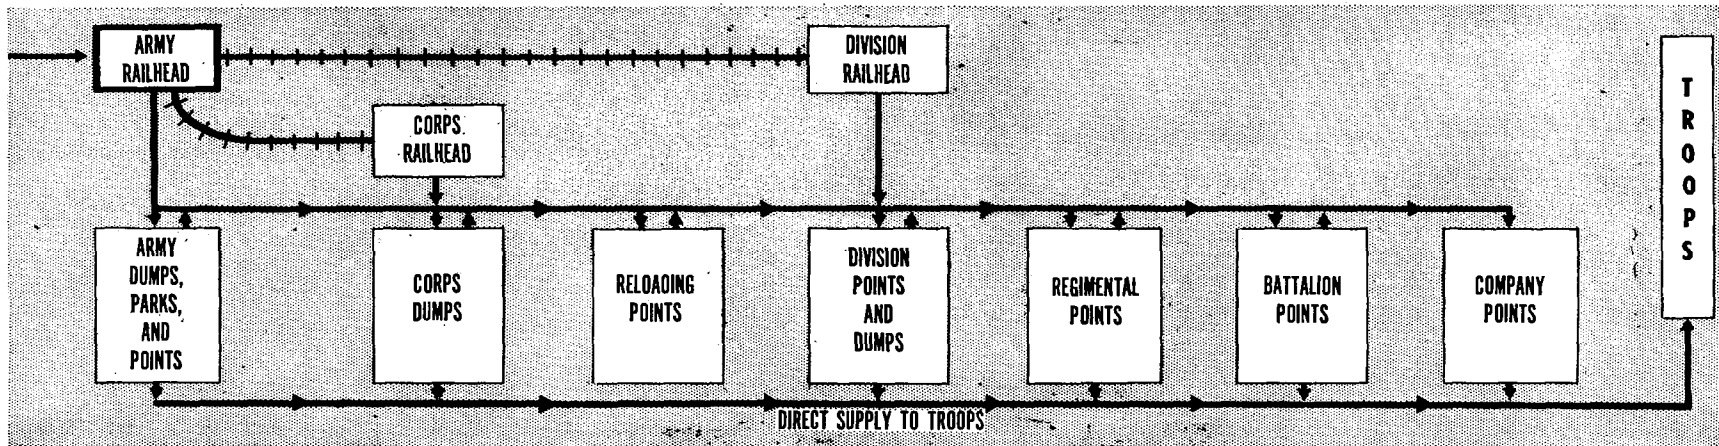 ARMY
RAILHEAD
DIVISION
RAILHEAD
CORPS
RAILHEAD
TROOPS
ARMY
DUMPS,
PARKS,
AND
POINTS
CORPS
DUMPS
RELOADING
POINTS
DIVISION
POINTS
AND
DUMPS
REGIMENTAL
POINTS
BATTALION
POINTS
COMPANY
POINTS
DIRECT SUPPLY TO TROOPS